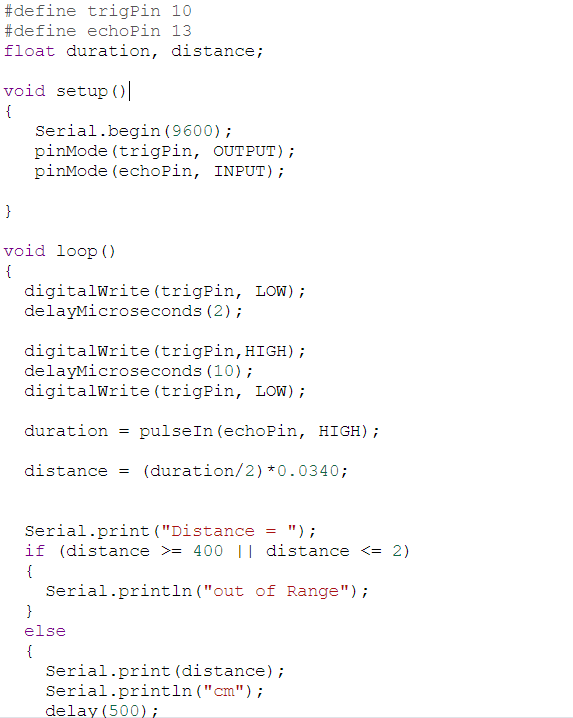 #define trigPin 10
#define echoPin 13
float duration, distance;
void setup()
{
Serial.begin(9600);
pinMode(trigPin, OUTPUT);
pinMode(echoPin, INPUT);
}
void loop()
{
digitalWrite(trigPin, LOW);
delayMicroseconds(2);
digitalWrite(trigPin,HIGH);
delayMicroseconds(10);
digitalWrite(trigPin, LOW);
duration = pulseIn(echoPin, HIGH);
distance = (duration/2)*0.0340;
Serial.print("Distance = ");
if (distance >= 400 || distance <= 2)
{
Serial.println("out of Range");
}
else
{
Serial.print(distance);
Serial.println("cm");
delay(500);